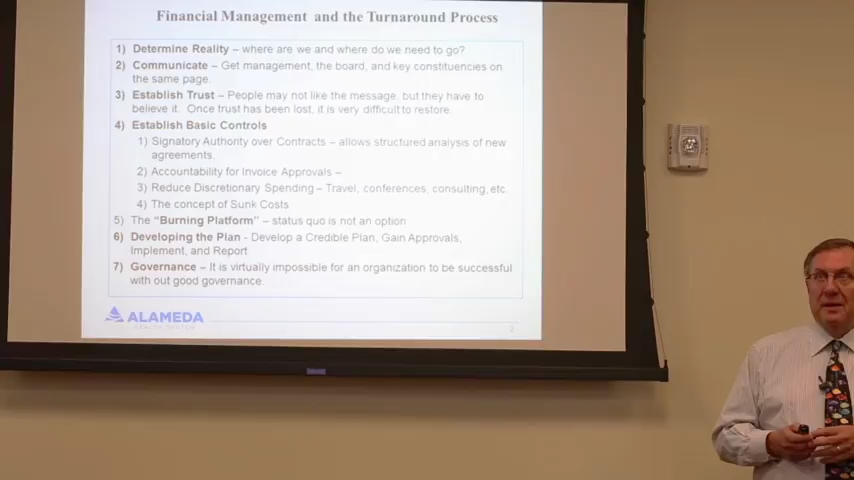 Financial Management and the Turnaround Process
1) Determine Reality – where are we and where do we need to go?
2) Communicate – Get management, the board, and key constituencies on
the same page.
3) Establish Trust – People may not like the message, but they have to
believe it. Once trust has been lost, it is very difficult to restore.
4) Establish Basic Controls
1) Signatory Authority over Contracts – allows structured analysis of new
agreements.
2) Accountability for Invoice Approvals –
3) Reduce Discretionary Spending – Travel, conferences, consulting, etc.
4) The concept of Sunk Costs
5) The “Burning Platform” – status quo is not an option
6) Developing the Plan - Develop a Credible Plan, Gain Approvals,
Implement, and Report
7) Governance – It is virtually impossible for an organization to be successful
with out good governance.
ALAMEDA
HEALTH SYSTEM
2